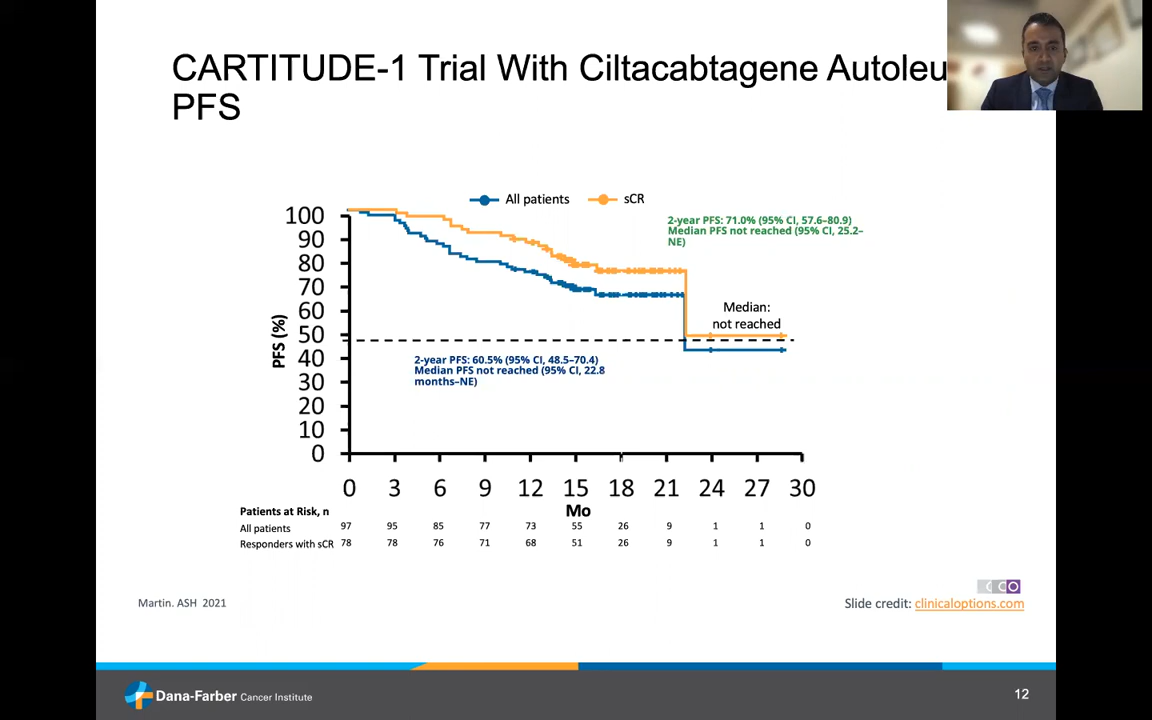 CARTITUDE-1 Trial With Ciltacabtagene Autoleu
PFS
All patients
sCR
2-year PFS: 71.0% (95% CI, 57.6–80.9)
Median PFS not reached (95% CI, 25.2–
NE)
Median:
not reached
2-year PFS: 60.5% (95% CI, 48.5–70.4)
Median PFS not reached (95% CI, 22.8
months–NE)
PFS (%)
100
90
80
70
60
50
40
30
20
10
0
0 3 6 9 12 15 18 21 24 27 30
Mo
Patients at Risk, n
All patients 97 95 85 77 73 55 26 9 1 1 0
Responders with sCR 78 78 76 71 68 51 26 9 1 1 0
Martin. ASH 2021
CCO
Slide credit: clinicaloptions.com
Dana-Farber Cancer Institute
12